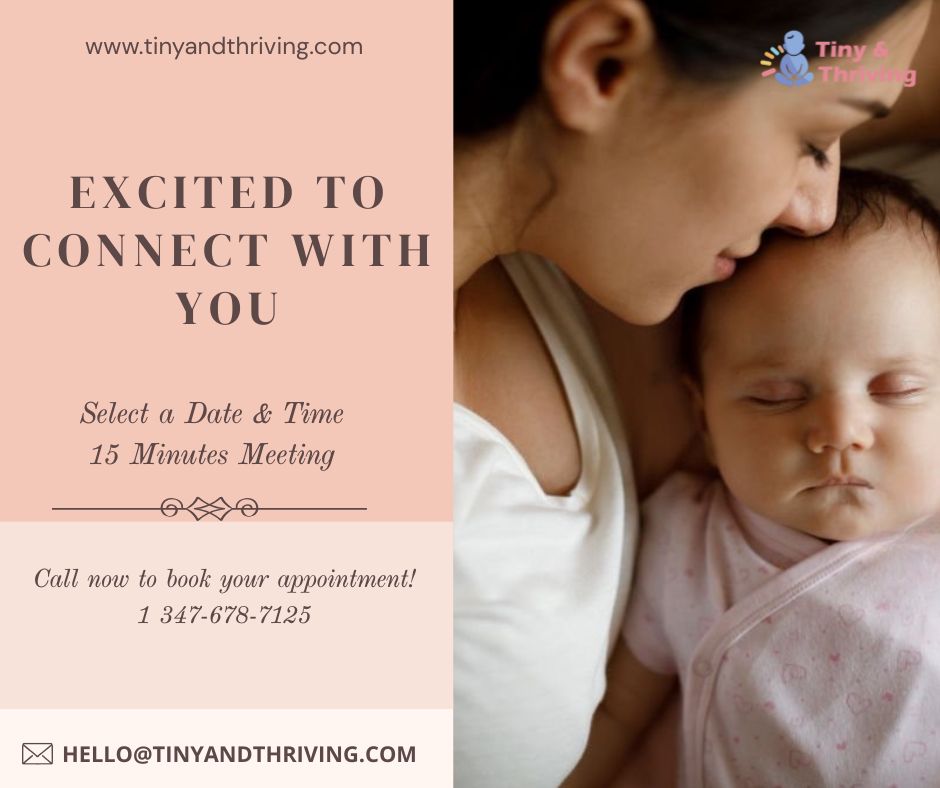 www.tinyandthriving.com
Tiny &
Thriving
EXCITED TO
CONNECT WITH
YOU
Select a Date & Time
15 Minutes Meeting
Call now to book your appointment!
1 347-678-7125
HELLO@TINYANDTHRIVING.COM